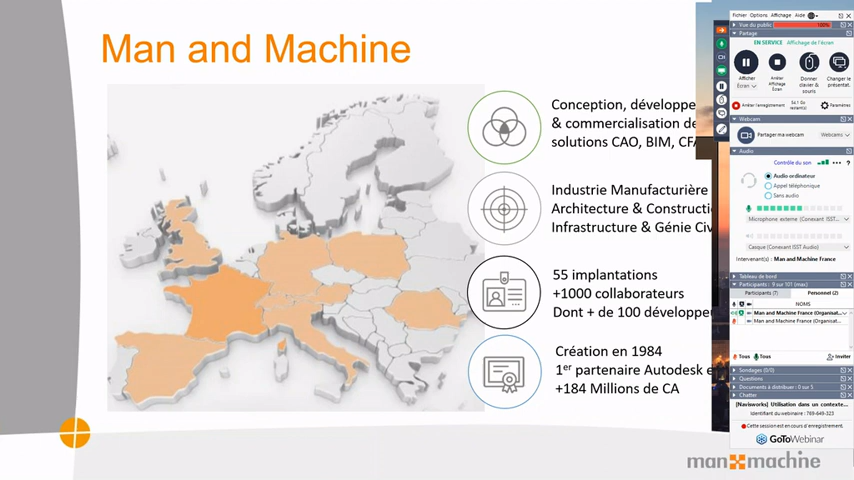 Man and Machine
Conception, développe
& commercialisation de
solutions CAO, BIM, CFA
Industrie Manufacturière
Architecture & Constructi
Infrastructure & Génie Civ
55 implantations
+1000 collaborateurs
Dont + de 100 développeu
Création en 1984
1er partenaire Autodesk e
+184 Millions de CA
man machine
Fichier Options Affichage Aide
Vue du public 100%
Partage
EN SERVICE Affichage de l'écran
Afficher
Écran
Arrêter
Affichage
Écran
Donner
clavier &
souris
Changer le
présentat.
Arrêter l'enregistrement
Paramètres
Webcam
Partager ma webcam
Webcams
Audio
Contrôle du son
?
Audio ordinateur
Appel téléphonique
Sans audio
Microphone externe (Conexant ISST...
Casque (Conexant ISST Audio)
Intervenant(s) : Man and Machine France
Tableau de bord
Participants : 9 sur 101 (max)
Participants (7)
Personnel (2)
NOMS
Man and Machine France (Organisat...
Man and Machine France (Organisat...
Tous
Tous
Inviter
Sondages (0/0)
Questions
Documents à distribuer : 0 sur 5
Chatter
[Navisworks] Utilisation dans un contexte...
Identifiant du webinaire : 789-649-323
Cette session est en cours d'enregistrement.
GoToWebinar